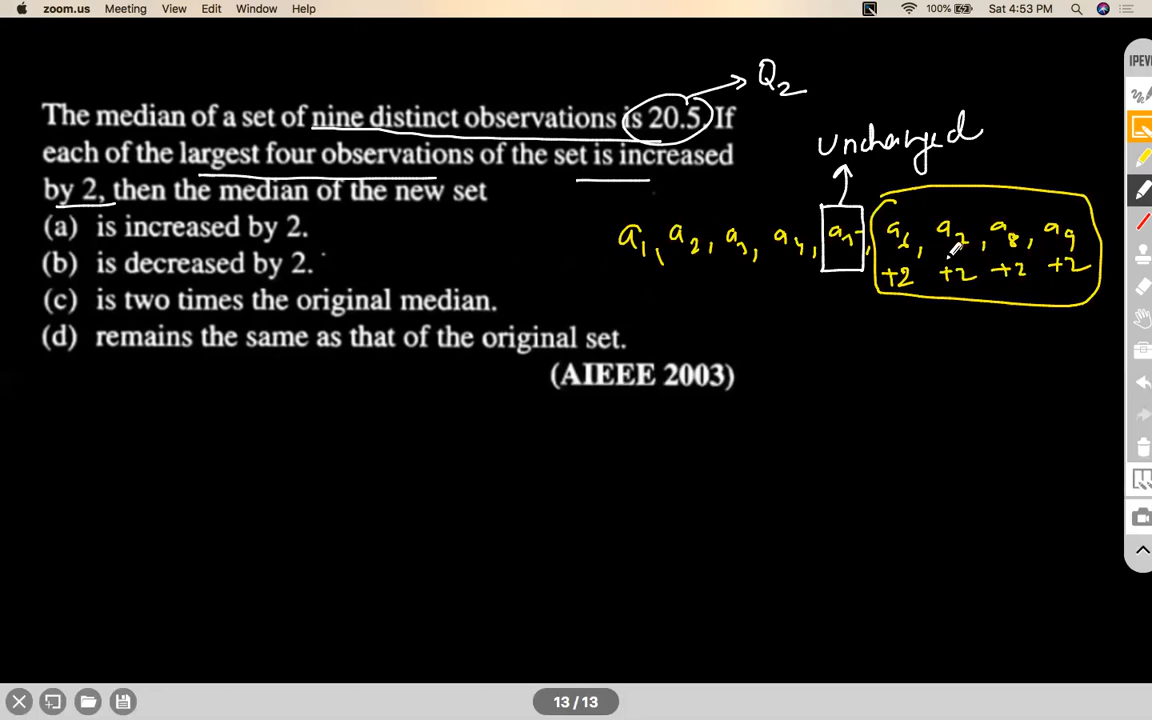 zoom.us Meeting View Edit Window Help 100% Sat 4:53 PM
IPEV
Q2
The median of a set of nine distinct observations is 20.5. If
each of the largest four observations of the set is increased
by 2, then the median of the new set
(a) is increased by 2.
(b) is decreased by 2.
(c) is two times the original median.
(d) remains the same as that of the original set.
(AIEEE 2003)
uncharged
a1, a2, a3, a4, a5, a6, a7, a8, a9
+2 +2 +2 +2
13 / 13